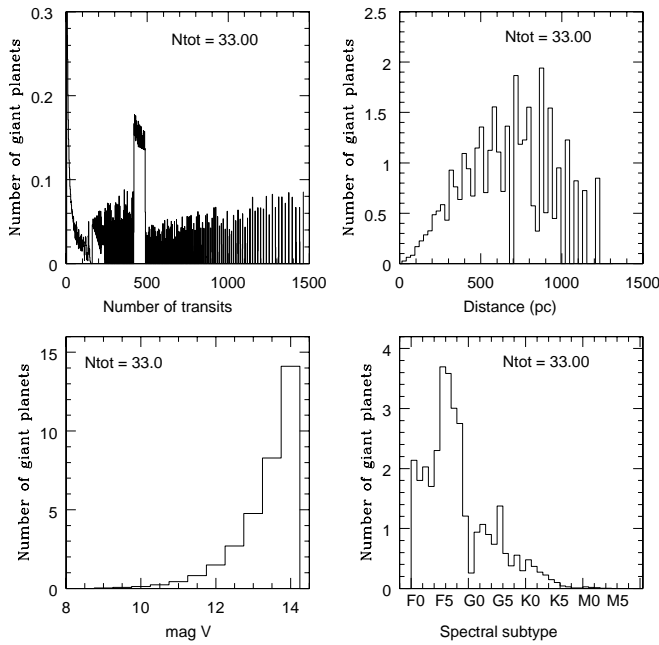 Number of giant planets
0.3
0.2
0.1
0
Ntot = 33.00
0 500 1000 1500
Number of transits
Number of giant planets
2.5
2
1.5
1
0.5
0
Ntot = 33.00
0 500 1000 1500
Distance (pc)
Number of giant planets
15
10
5
0
Ntot = 33.0
8 10 12 14
mag V
Number of giant planets
4
3
2
1
0
Ntot = 33.00
F0 F5 G0 G5 K0 K5 M0 M5
Spectral subtype